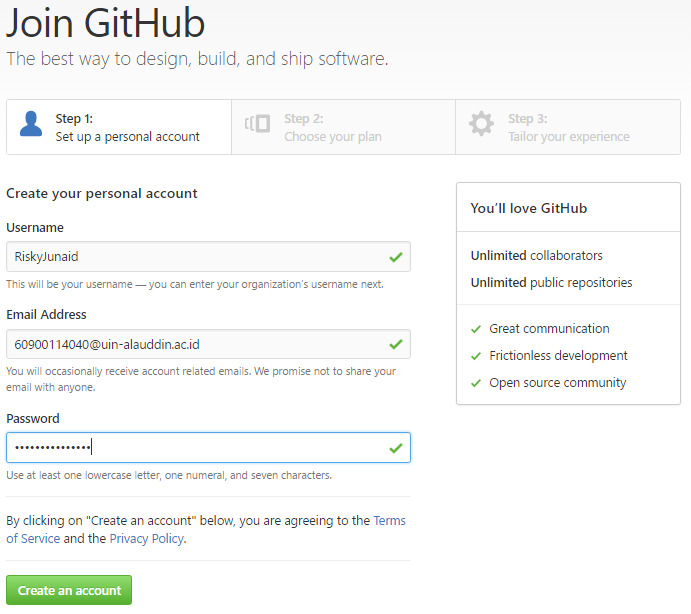 Join GitHub
The best way to design, build, and ship software.
Step 1:
Set up a personal account
Step 2:
Choose your plan
Step 3:
Tailor your experience
Create your personal account
Username
RiskyJunaid
This will be your username — you can enter your organization's username next.
Email Address
60900114040@uin-alauddin.ac.id
You will occasionally receive account related emails. We promise not to share your
email with anyone.
Password
•••••••••••••••
Use at least one lowercase letter, one numeral, and seven characters.
By clicking on "Create an account" below, you are agreeing to the Terms
of Service and the Privacy Policy.
Create an account
You'll love GitHub
Unlimited collaborators
Unlimited public repositories
Great communication
Frictionless development
Open source community